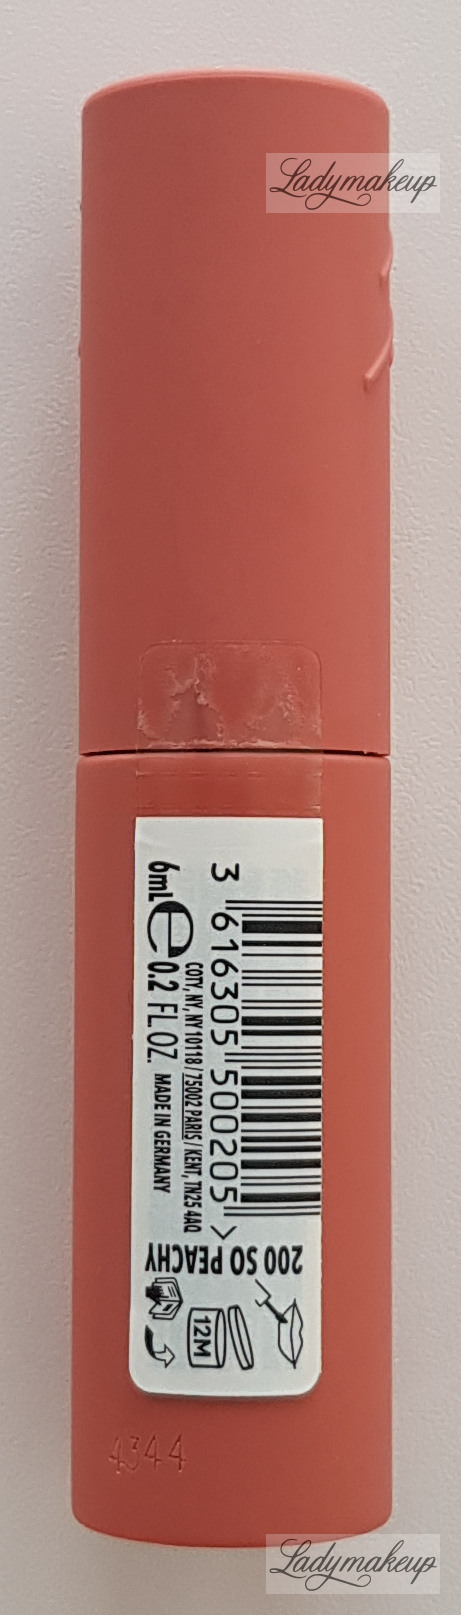 Ladymakeup
3 616305 500205 >
COTY, NY, NY 10118 / 75002 PARIS / KENT, TN25 4AQ
6mL e 0.2 FL.OZ. MADE IN GERMANY
200 SO PEACHY
12M
4344
Ladymakeup